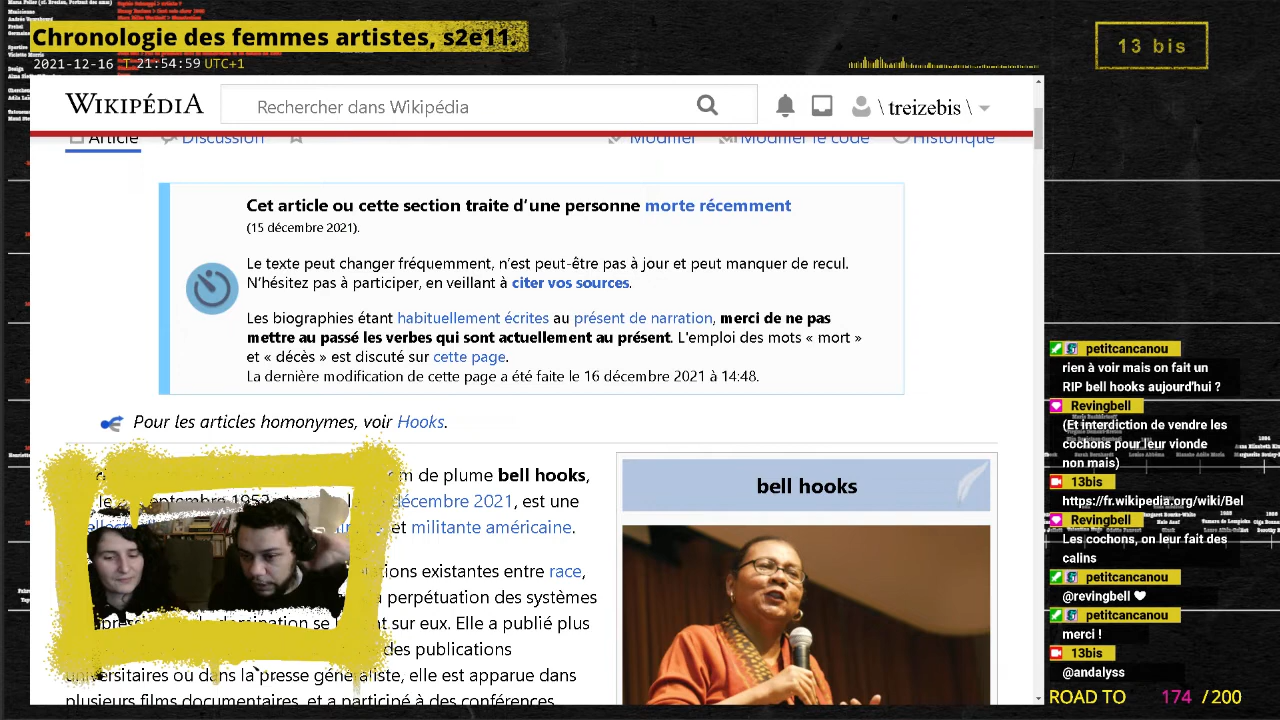 Chronologie des femmes artistes, s2e11.
2021-12-16 T 21:54:59 UTC+1
13 bis
WIKIPÉDIA
Rechercher dans Wikipédia
\ treizebis \
Article
Discussion
Modifier
Modifier le code
Historique
Cet article ou cette section traite d'une personne morte récemment
(15 décembre 2021).
Le texte peut changer fréquemment, n'est peut-être pas à jour et peut manquer de recul.
N'hésitez pas à participer, en veillant à citer vos sources.
Les biographies étant habituellement écrites au présent de narration, merci de ne pas
mettre au passé les verbes qui sont actuellement au présent. L'emploi des mots « mort »
et « décès » est discuté sur cette page.
La dernière modification de cette page a été faite le 16 décembre 2021 à 14:48.
Pour les articles homonymes, voir Hooks.
de plume bell hooks,
décembre 2021, est une
et militante américaine.
existantes entre race,
perpétuation des systèmes
se sur eux. Elle a publié plus
des publications
universitaires ou dans la presse généraliste, elle est apparue dans
plusieurs films documentaires, et a participé à des conférences
bell hooks
petitcancanou
rien à voir mais on fait un
RIP bell hooks aujourd'hui ?
Revingbell
(Et interdiction de vendre les
cochons pour leur vionde
non mais)
13bis
https://fr.wikipedia.org/wiki/Bel
Revingbell
Les cochons, on leur fait des
calins
petitcancanou
@revingbell
petitcancanou
merci !
13bis
@andalyss
ROAD TO 174 / 200